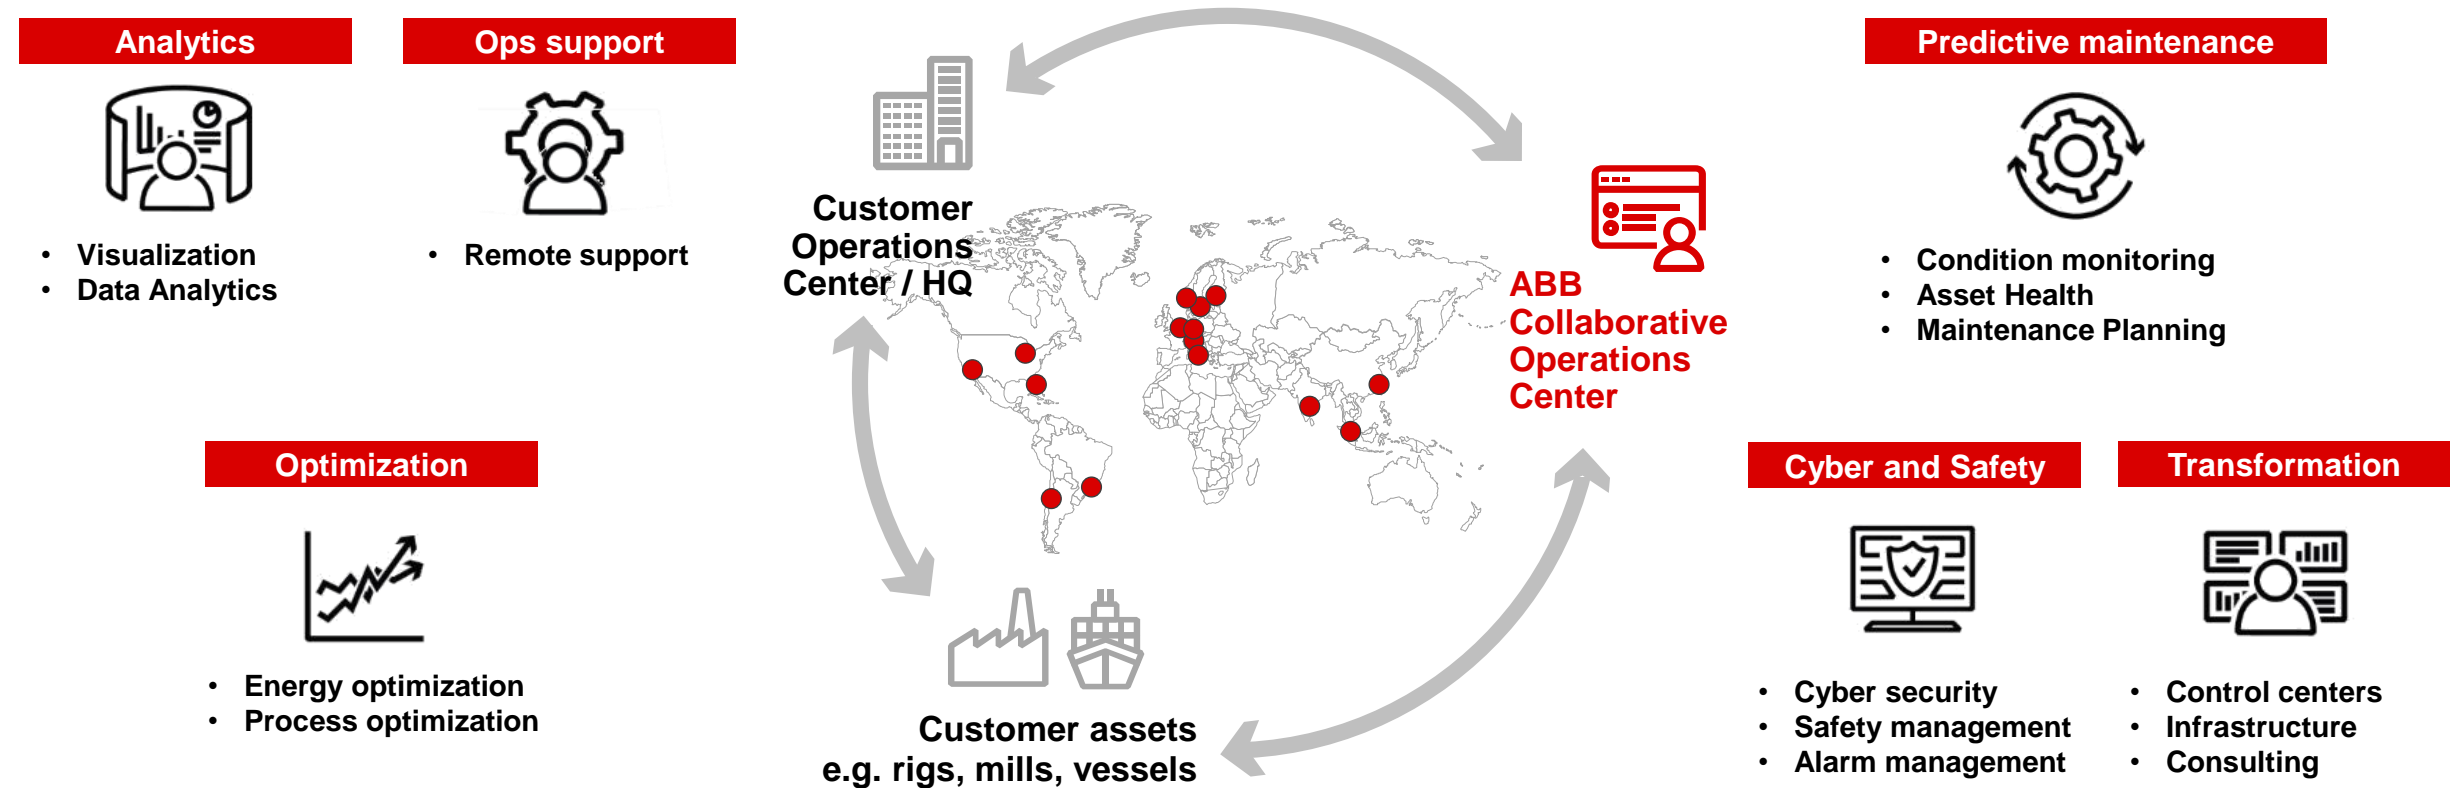 Analytics
• Visualization
• Data Analytics
Ops support
• Remote support
Optimization
• Energy optimization
• Process optimization
Customer
Operations
Center / HQ
ABB
Collaborative
Operations
Center
Customer assets
e.g. rigs, mills, vessels
Predictive maintenance
• Condition monitoring
• Asset Health
• Maintenance Planning
Cyber and Safety
• Cyber security
• Safety management
• Alarm management
Transformation
• Control centers
• Infrastructure
• Consulting